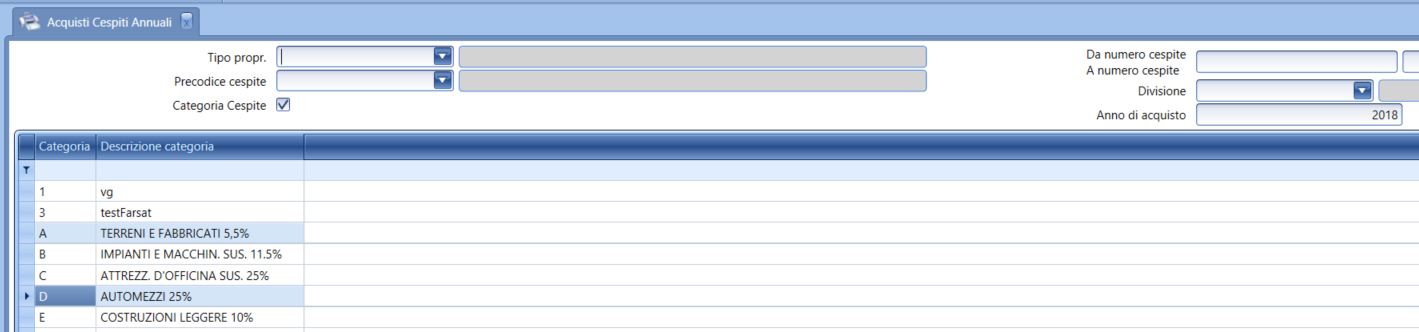 Acquisti Cespiti Annuali x
Tipo propr.
Precodice cespite
Categoria Cespite
Da numero cespite
A numero cespite
Divisione
Anno di acquisto 2018
Categoria Descrizione categoria
1 vg
3 testFarsat
A TERRENI E FABBRICATI 5,5%
B IMPIANTI E MACCHIN. SUS. 11.5%
C ATTREZZ. D'OFFICINA SUS. 25%
D AUTOMEZZI 25%
E COSTRUZIONI LEGGERE 10%